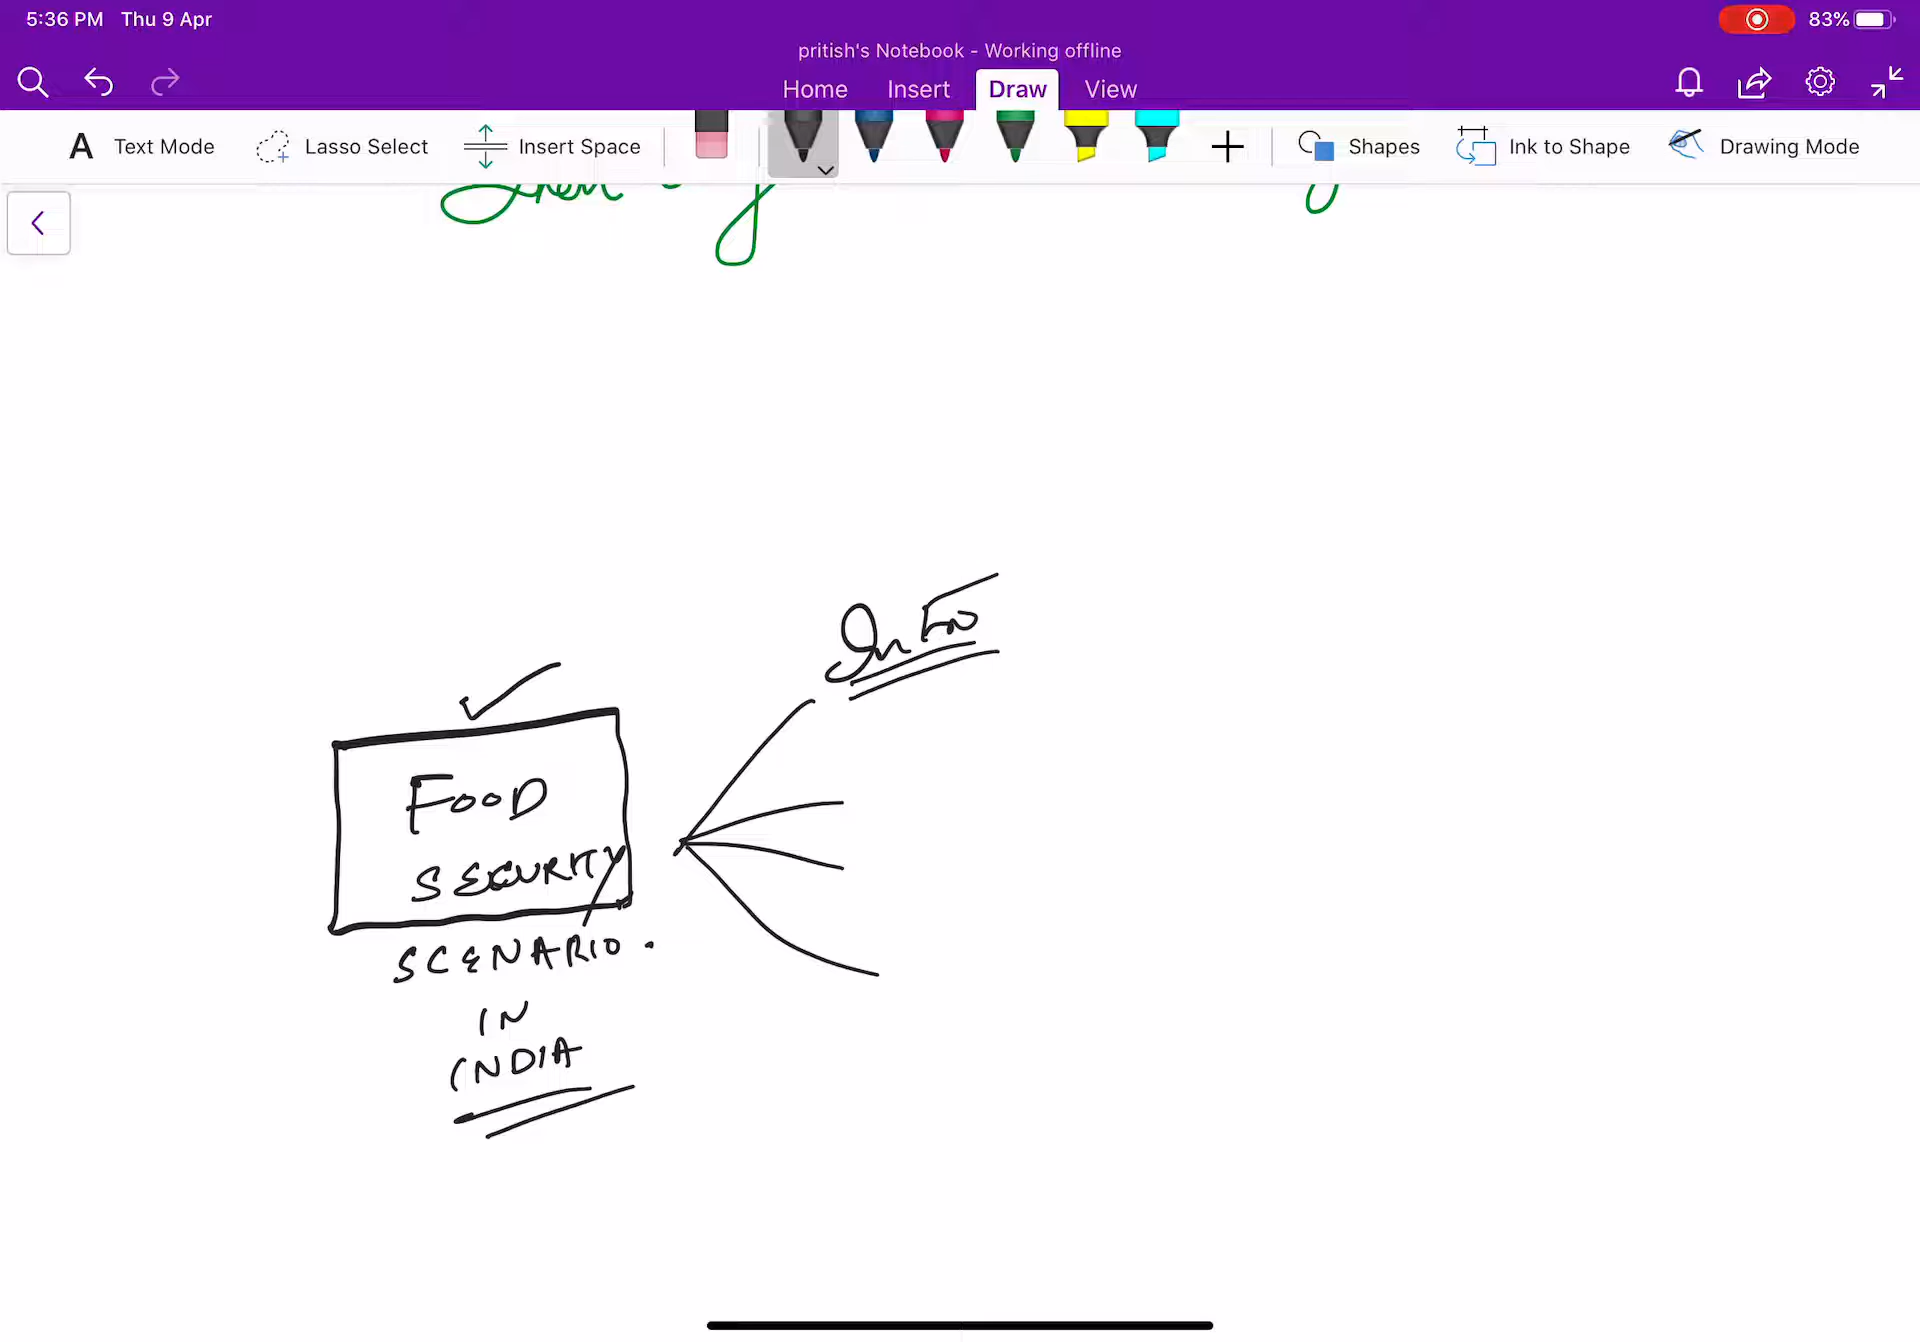 5:36 PM Thu 9 Apr
83%
pritish's Notebook - Working offline
Home Insert Draw View
A Text Mode Lasso Select Insert Space Shapes Ink to Shape Drawing Mode
FOOD
SECURITY
SCENARIO.
IN
INDIA